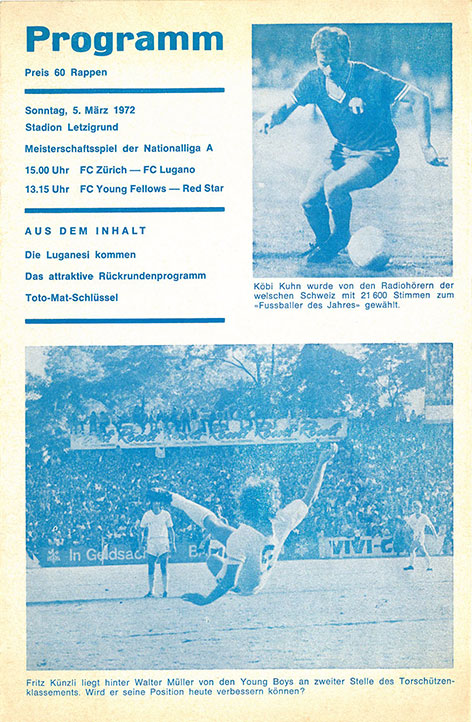 Programm
Preis 60 Rappen
Sonntag, 5. März 1972
Stadion Letzigrund
Meisterschaftsspiel der Nationalliga A
15.00 Uhr FC Zürich — FC Lugano
13.15 Uhr FC Young Fellows — Red Star
AUS DEM INHALT
Die Luganesi kommen
Das attraktive Rückrundenprogramm
Toto-Mat-Schlüssel
Köbi Kuhn wurde von den Radiohörern der
welschen Schweiz mit 21 600 Stimmen zum
«Fussballer des Jahres» gewählt.
In Geldsach
VIVI-
Fritz Künzli liegt hinter Walter Müller von den Young Boys an zweiter Stelle des Torschützen-
klassements. Wird er seine Position heute verbessern können?